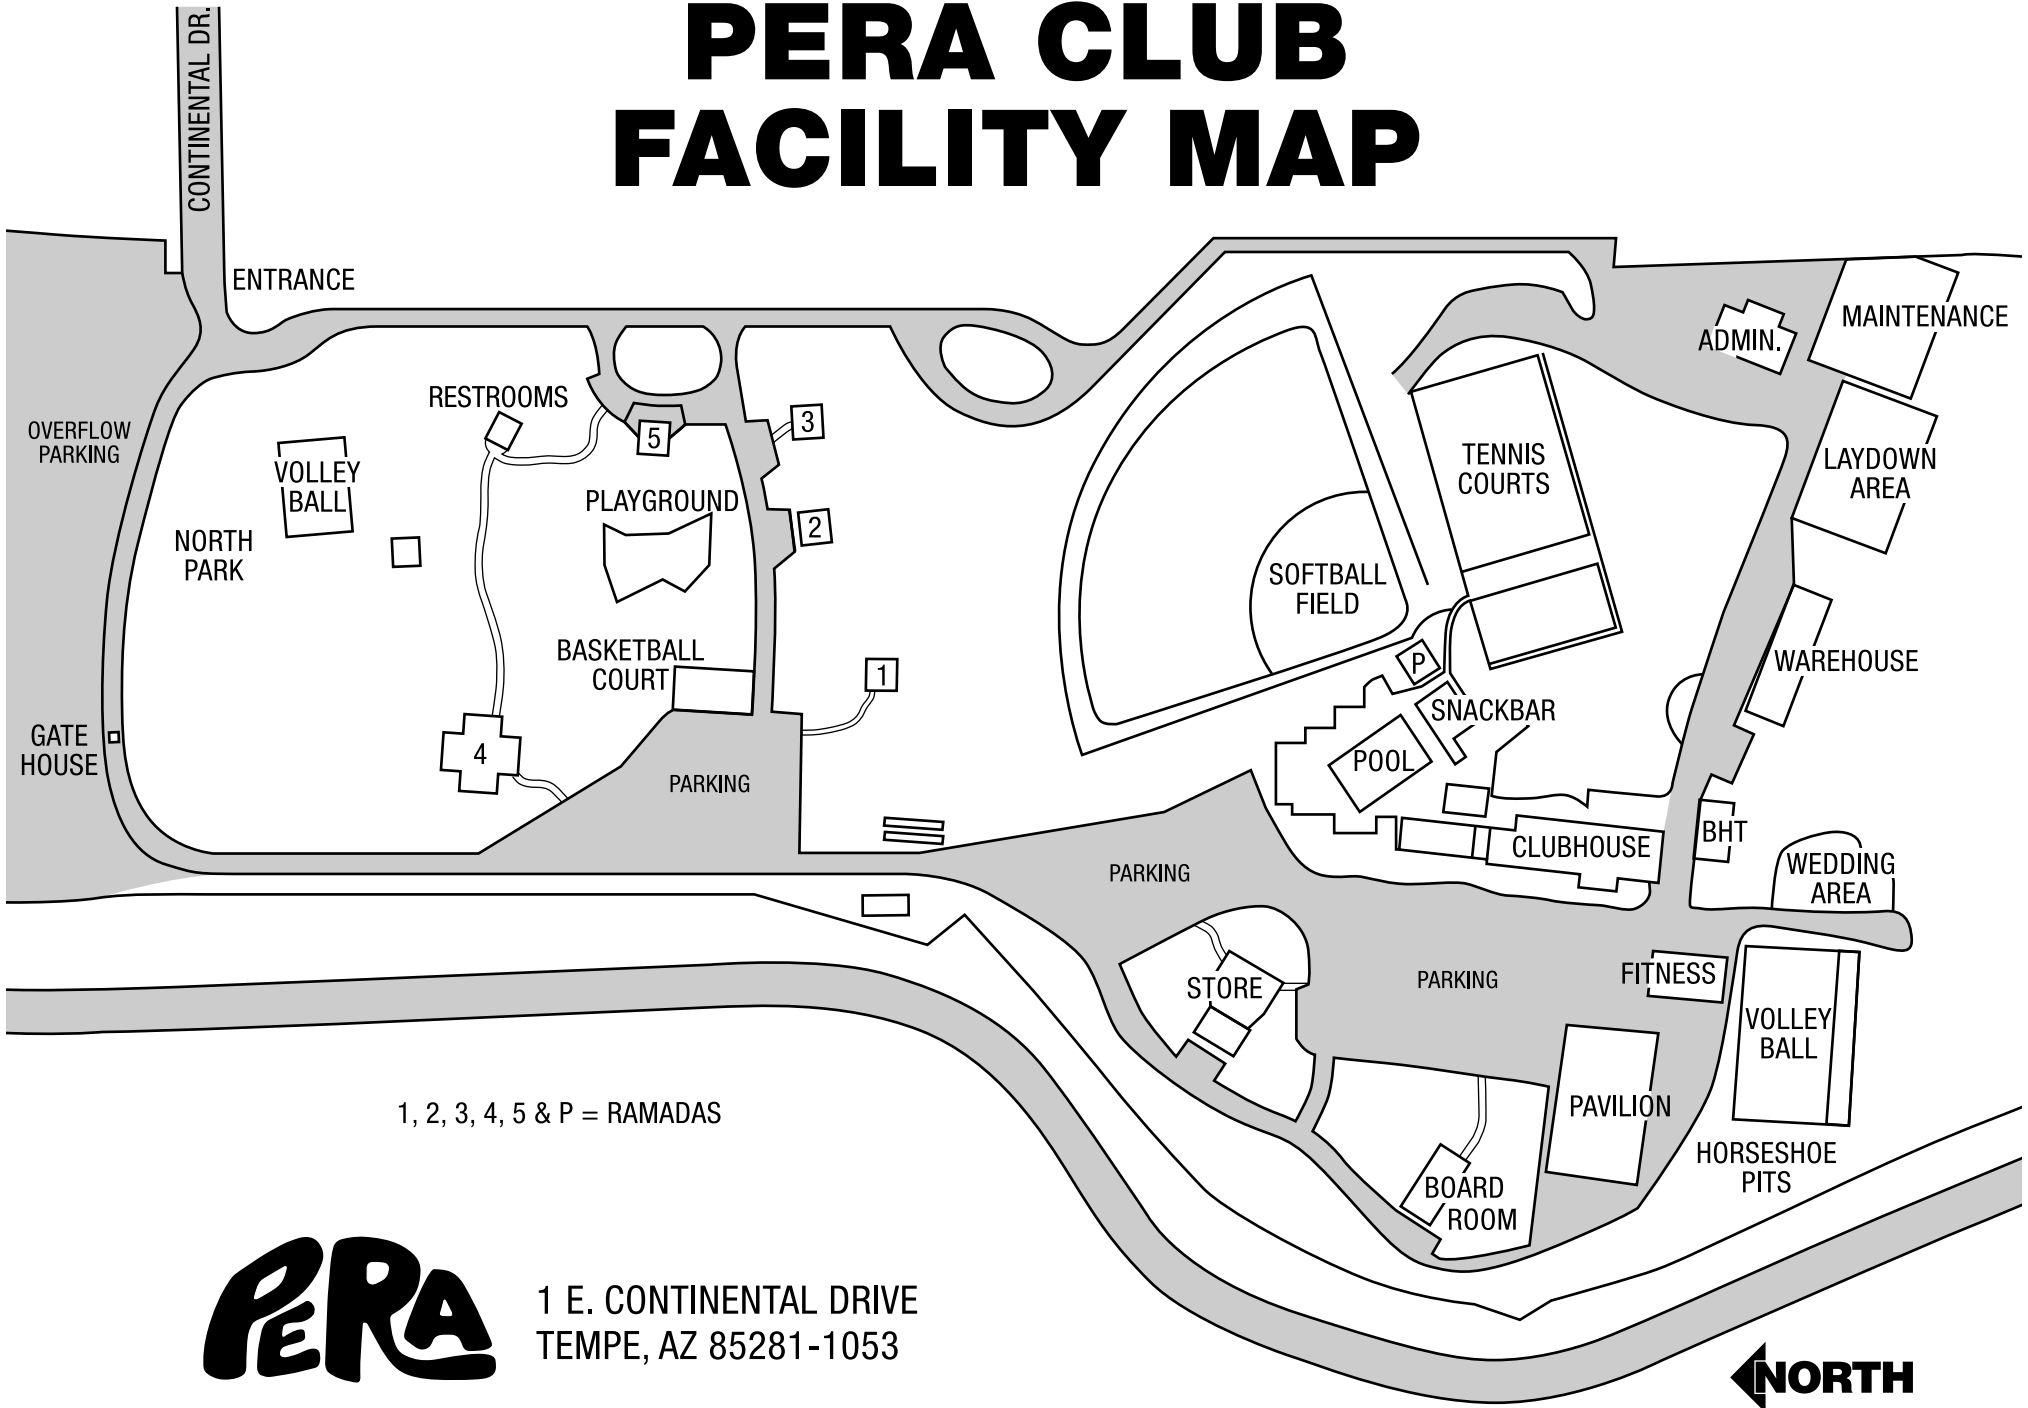 PERA CLUB
FACILITY MAP
CONTINENTAL DR.
ENTRANCE
MAINTENANCE
ADMIN.
RESTROOMS
OVERFLOW
PARKING
3
5
VOLLEY
BALL
TENNIS
COURTS
LAYDOWN
AREA
PLAYGROUND
2
NORTH
PARK
SOFTBALL
FIELD
BASKETBALL
COURT
1
P
WAREHOUSE
SNACKBAR
GATE
HOUSE
4
POOL
PARKING
BHT
CLUBHOUSE
PARKING
WEDDING
AREA
STORE
PARKING
FITNESS
VOLLEY
BALL
1, 2, 3, 4, 5 & P = RAMADAS
PAVILION
HORSESHOE
PITS
BOARD
ROOM
PERA
1 E. CONTINENTAL DRIVE
TEMPE, AZ 85281-1053
NORTH